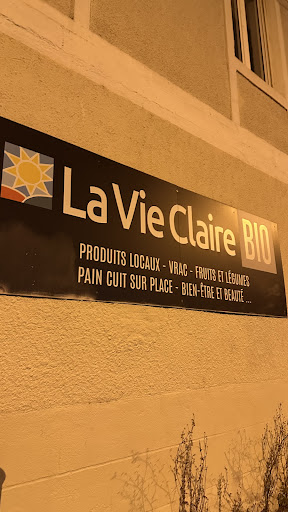 La Vie Claire BIO
PRODUITS LOCAUX - VRAC - FRUITS ET LÉGUMES
PAIN CUIT SUR PLACE - BIEN-ÊTRE ET BEAUTÉ ...